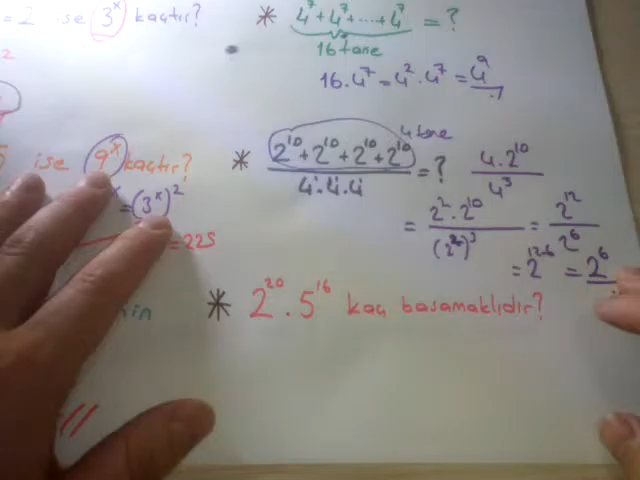 = 2 ise 3^x kaçtır?
* 4^7 + 4^7 + ... + 4^7 = ?
16 tane
16 . 4^7 = 4^2 . 4^7 = 4^9
ise 9^x kaçtır?
= (3^x)^2
= 225
* 2^10 + 2^10 + 2^10 + 2^10 / 4 . 4 . 4 = ? 4 . 2^10 / 4^3
4 tane
= 2^2 . 2^10 / (2^2)^3 = 2^12 / 2^6
= 2^12-6 = 2^6
* 2^20 . 5^16 kaç basamaklıdır?